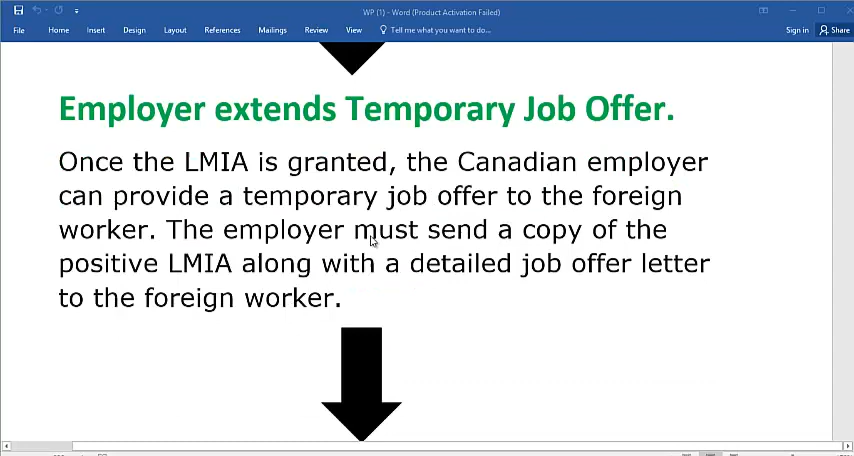 WP (1) - Word (Product Activation Failed)
File Home Insert Design Layout References Mailings Review View Tell me what you want to do... Sign in Share
Employer extends Temporary Job Offer.
Once the LMIA is granted, the Canadian employer
can provide a temporary job offer to the foreign
worker. The employer must send a copy of the
positive LMIA along with a detailed job offer letter
to the foreign worker.